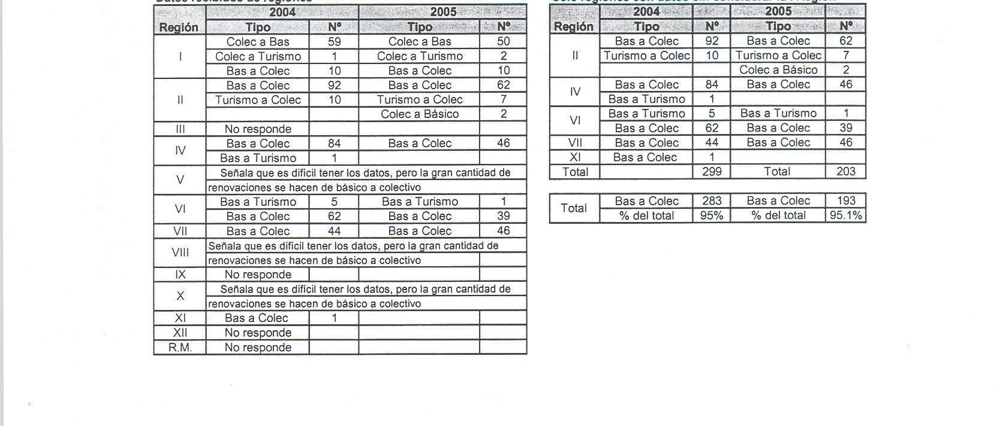 Datos recibidos de regiones
Región 2004 2005
Tipo Nº Tipo Nº
I Colec a Bas 59 Colec a Bas 50
Colec a Turismo 1 Colec a Turismo 2
Bas a Colec 10 Bas a Colec 10
II Bas a Colec 92 Bas a Colec 62
Turismo a Colec 10 Turismo a Colec 7
Colec a Básico 2
III No responde
IV Bas a Colec 84 Bas a Colec 46
Bas a Turismo 1
V Señala que es dificil tener los datos, pero la gran cantidad de
renovaciones se hacen de básico a colectivo
VI Bas a Turismo 5 Bas a Turismo 1
Bas a Colec 62 Bas a Colec 39
VII Bas a Colec 44 Bas a Colec 46
VIII Señala que es difícil tener los datos, pero la gran cantidad de
renovaciones se hacen de básico a colectivo
IX No responde
X Señala que es dificil tener los datos, pero la gran cantidad de
renovaciones se hacen de básico a colectivo
XI Bas a Colec 1
XII No responde
R.M. No responde
Solo regiones con datos sin considerar la I Región
Región 2004 2005
Tipo Nº Tipo Nº
II Bas a Colec 92 Bas a Colec 62
Turismo a Colec 10 Turismo a Colec 7
Colec a Básico 2
IV Bas a Colec 84 Bas a Colec 46
Bas a Turismo 1
VI Bas a Turismo 5 Bas a Turismo 1
Bas a Colec 62 Bas a Colec 39
VII Bas a Colec 44 Bas a Colec 46
XI Bas a Colec 1
Total 299 Total 203
Total Bas a Colec 283 Bas a Colec 193
% del total 95% % del total 95.1%